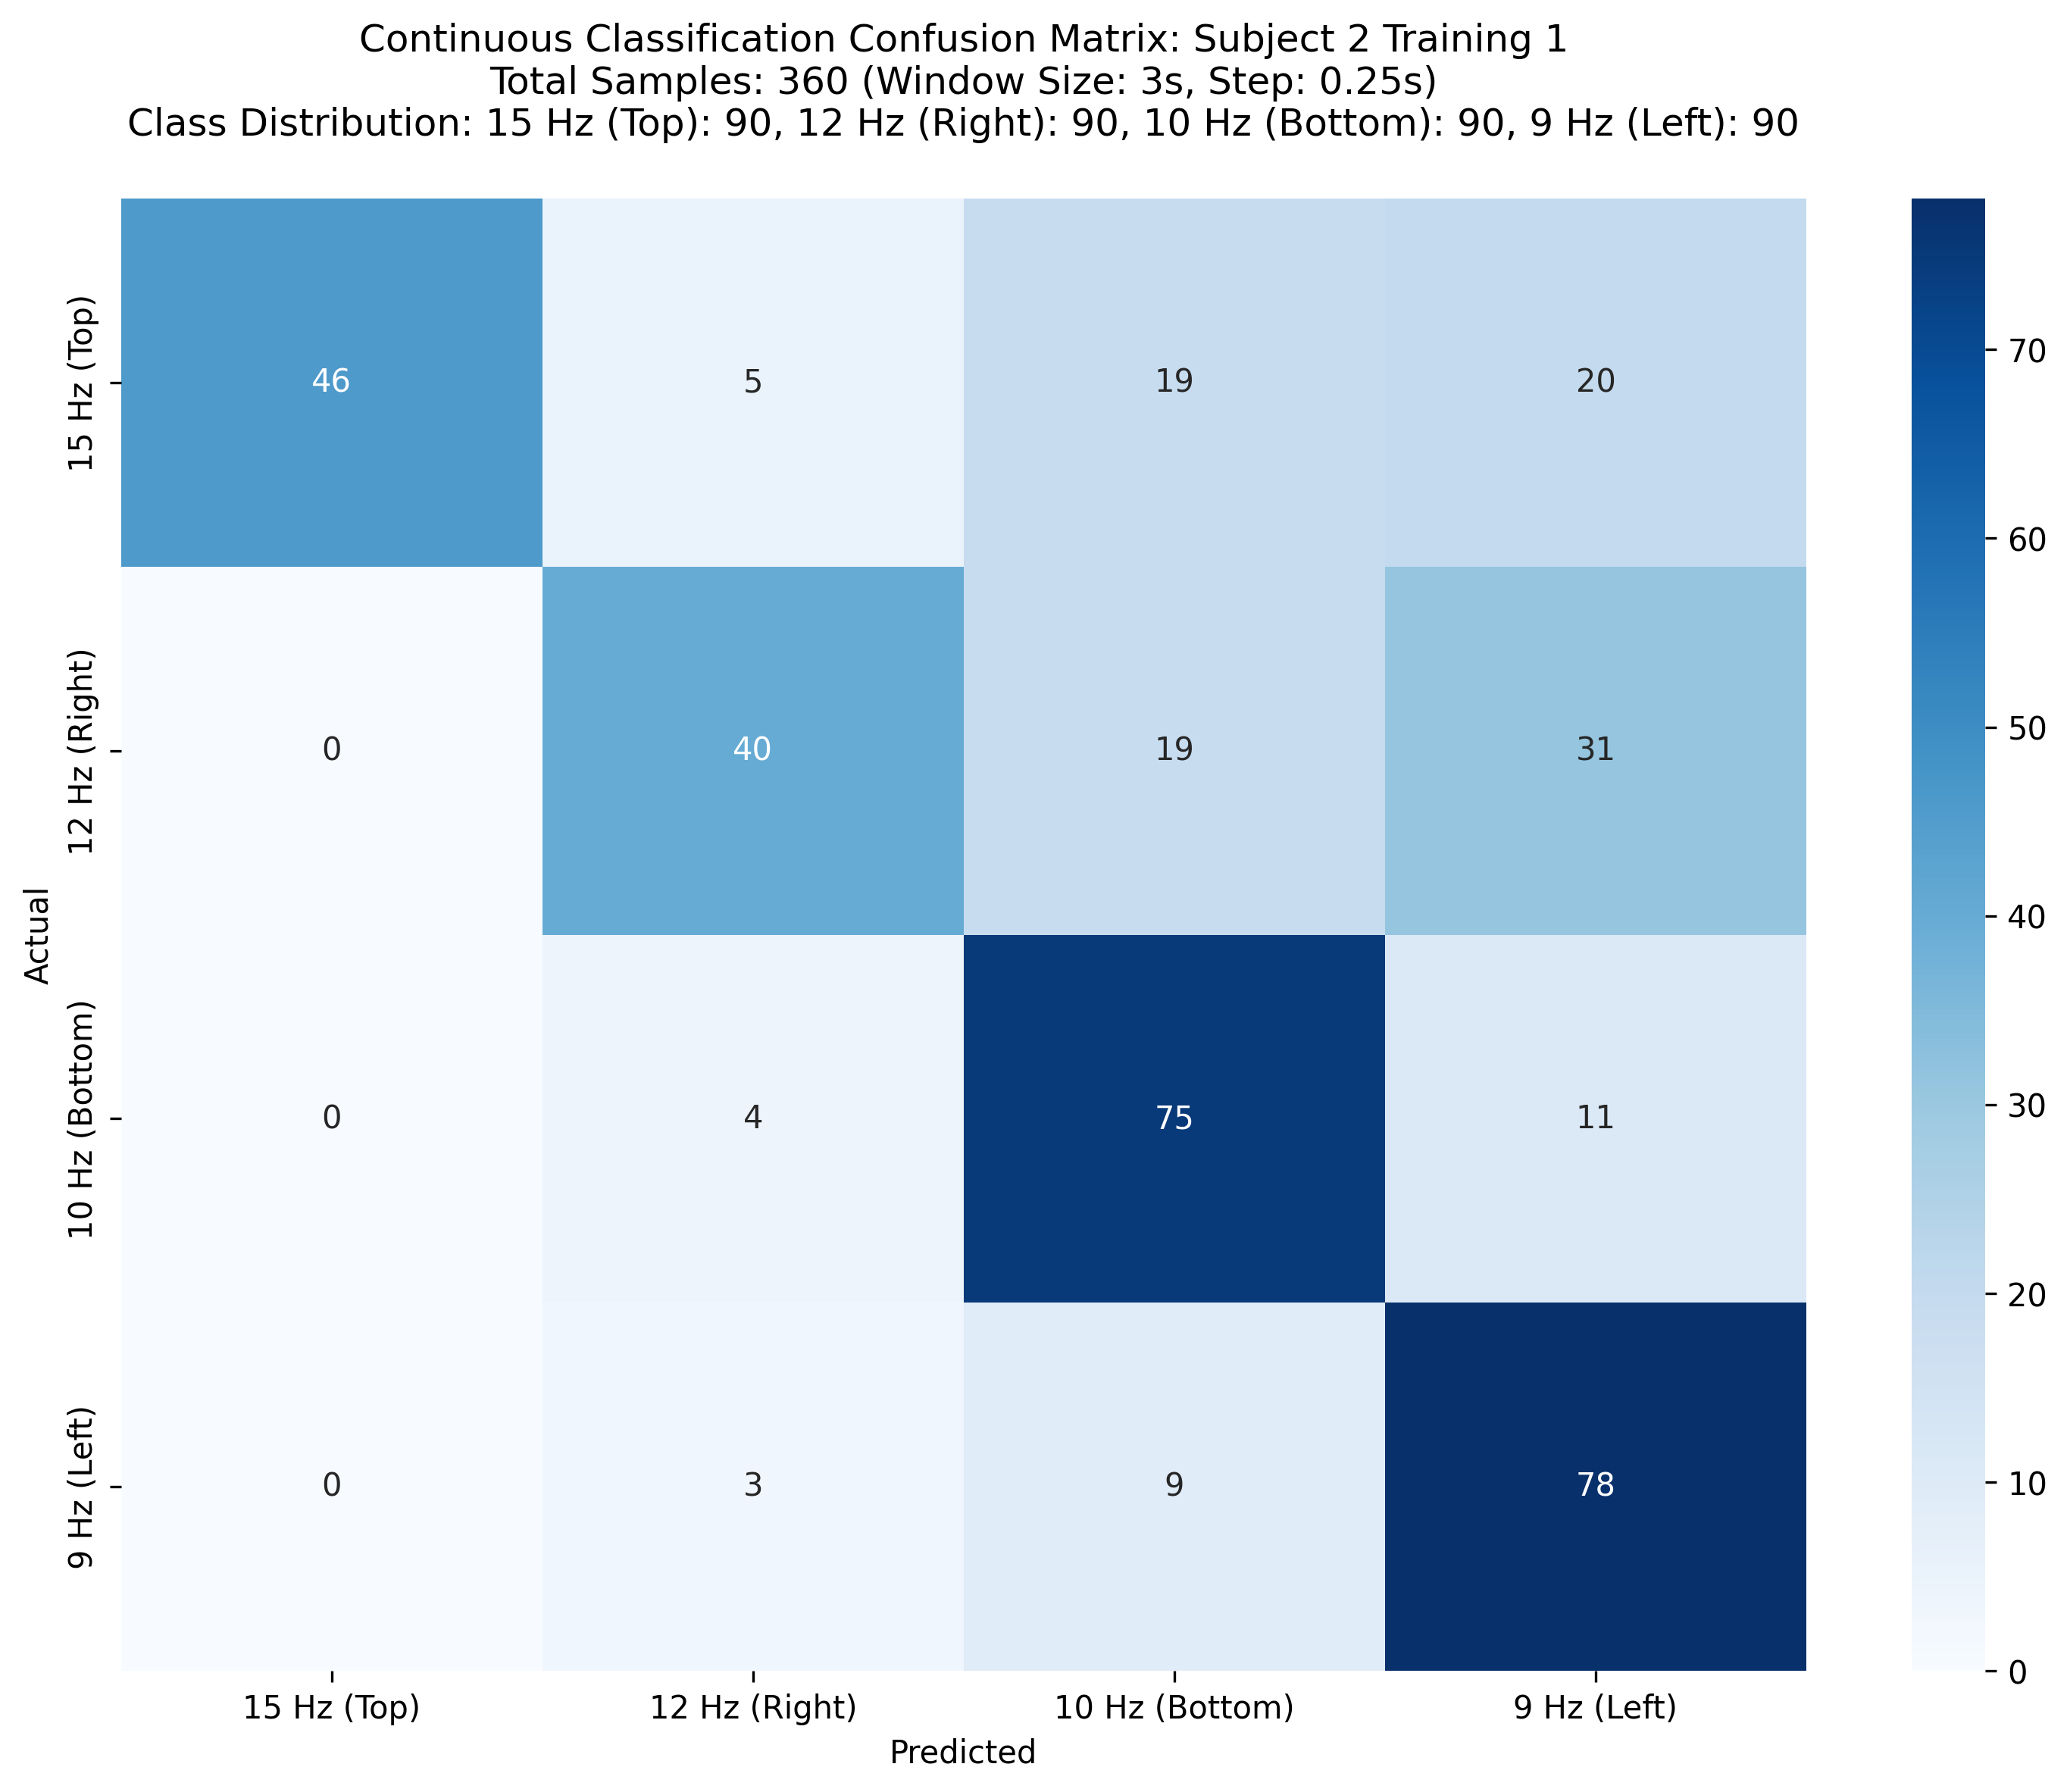 Continuous Classification Confusion Matrix: Subject 2 Training 1
Total Samples: 360 (Window Size: 3s, Step: 0.25s)
Class Distribution: 15 Hz (Top): 90, 12 Hz (Right): 90, 10 Hz (Bottom): 90, 9 Hz (Left): 90
Actual
15 Hz (Top)
46 5 19 20
12 Hz (Right)
0 40 19 31
10 Hz (Bottom)
0 4 75 11
9 Hz (Left)
0 3 9 78
15 Hz (Top) 12 Hz (Right) 10 Hz (Bottom) 9 Hz (Left)
Predicted
70
60
50
40
30
20
10
0